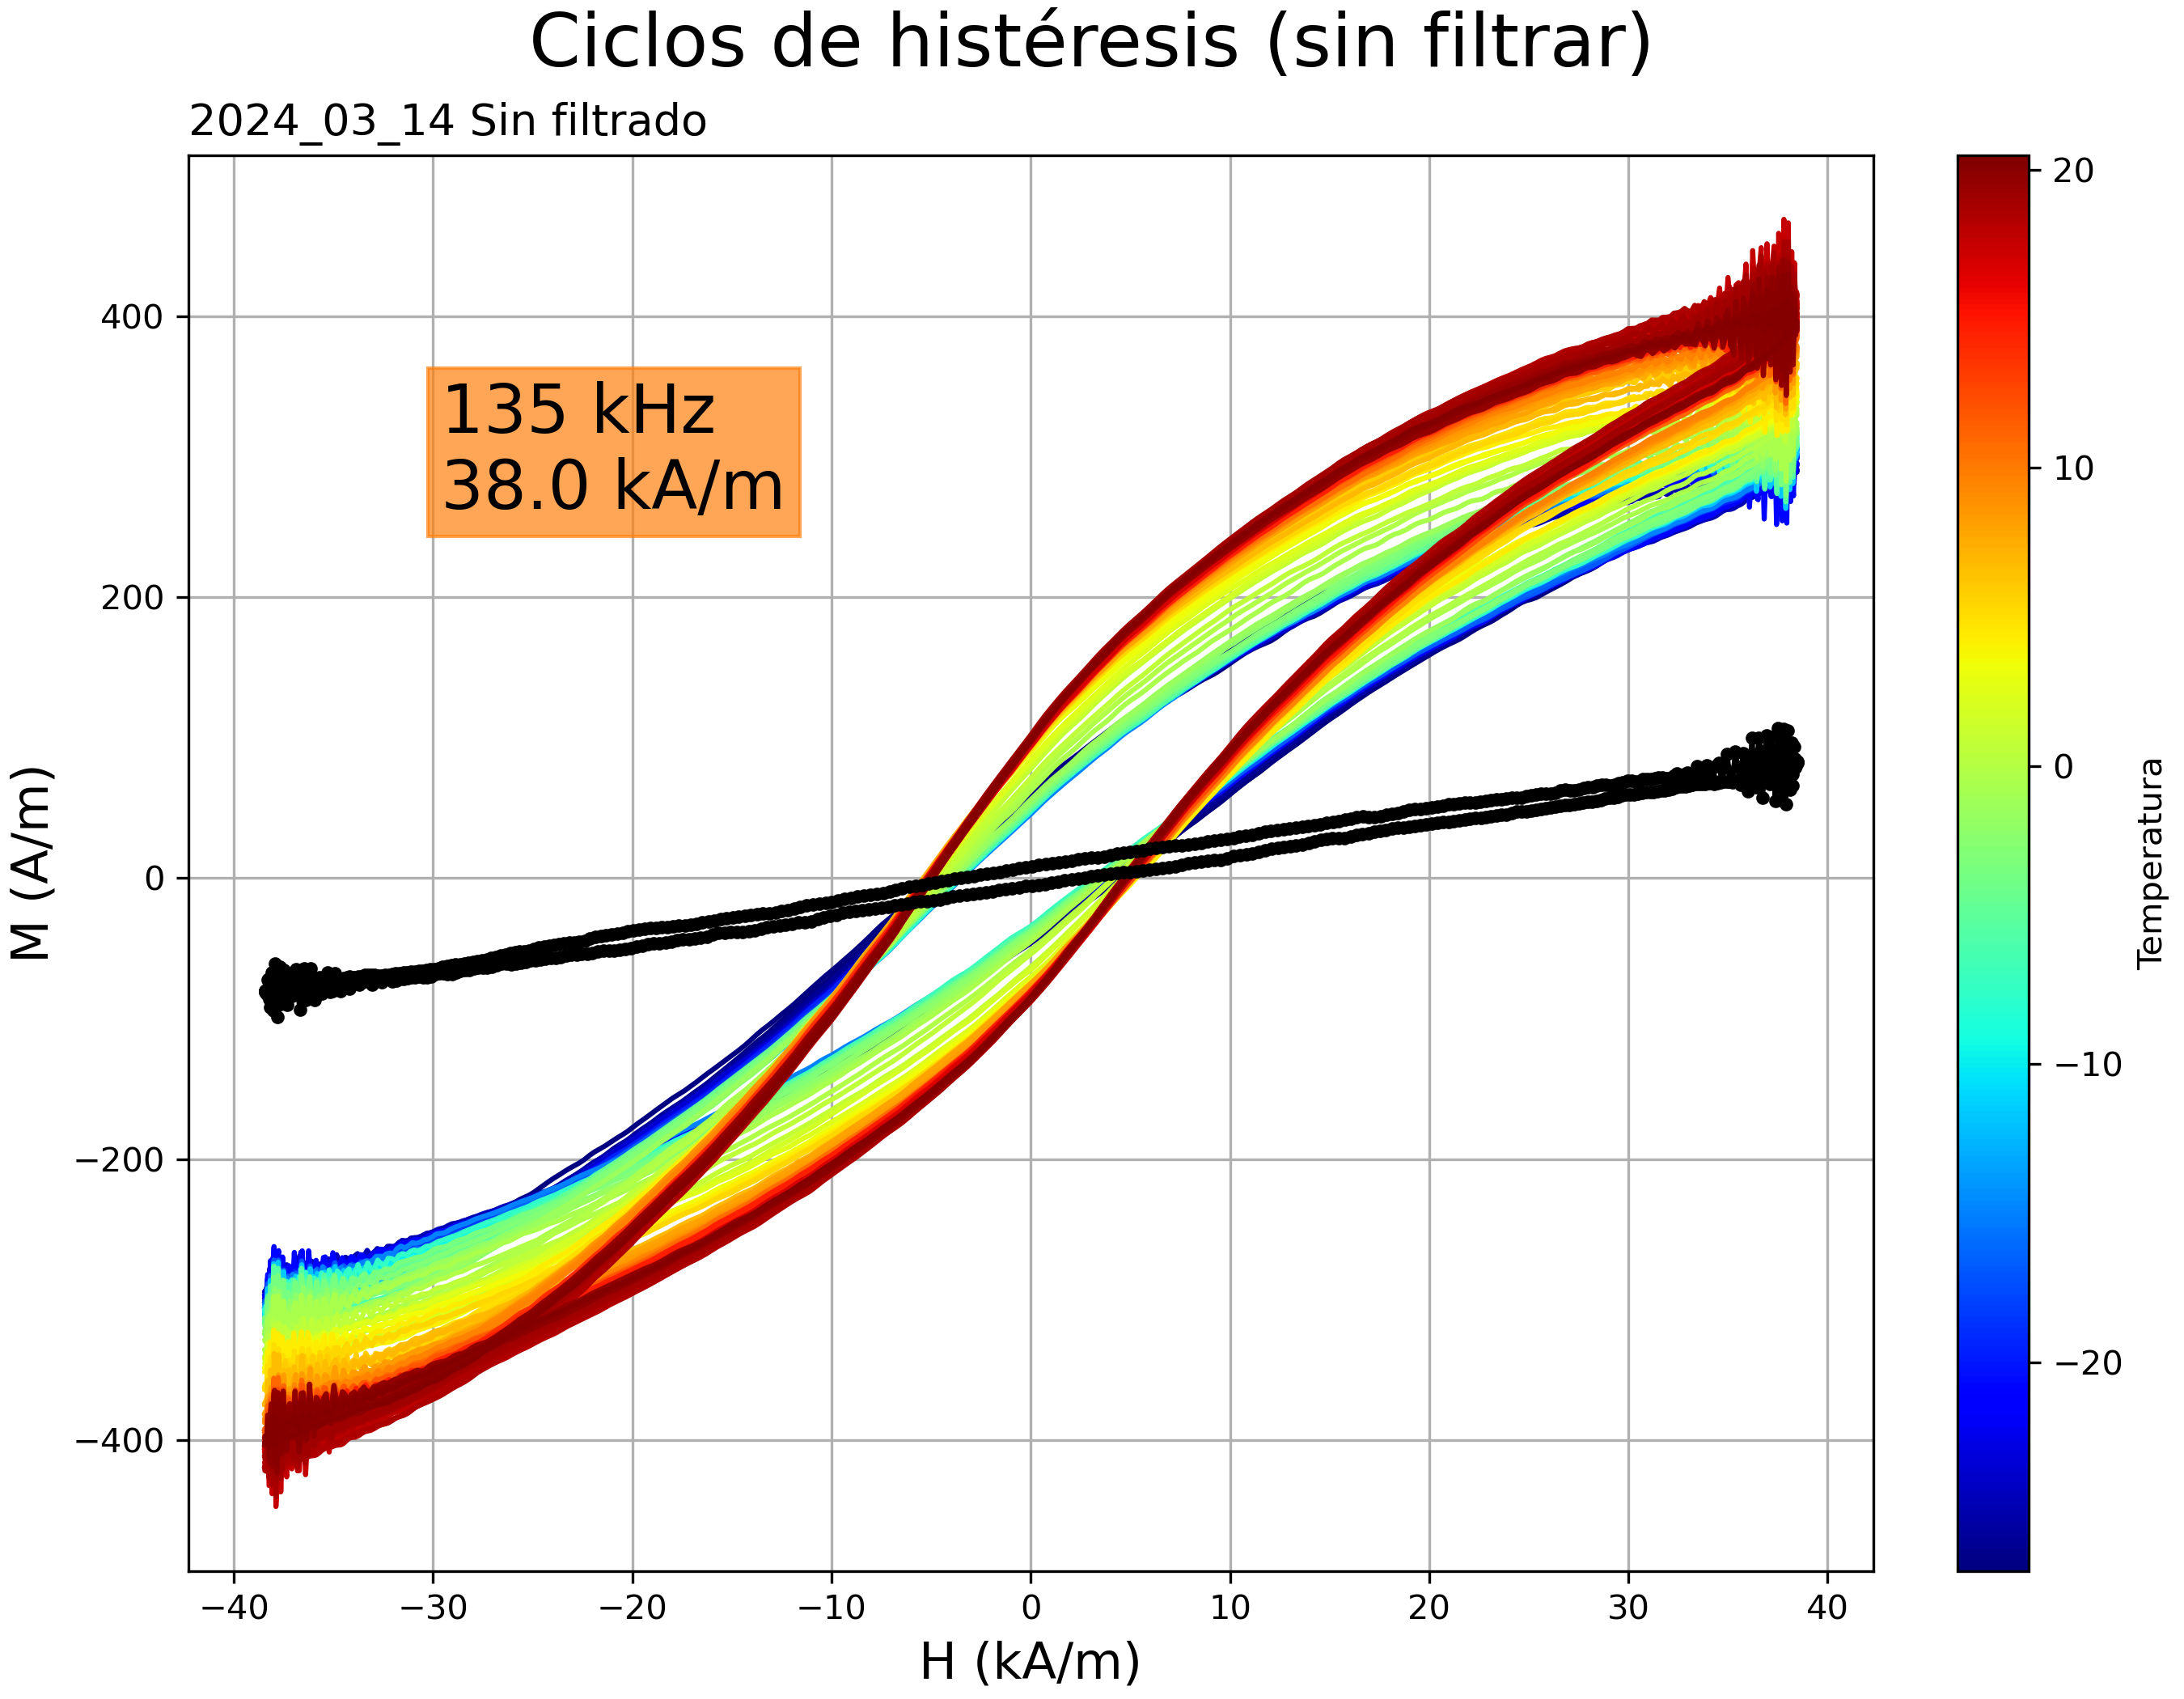 Ciclos de histéresis (sin filtrar)
2024_03_14 Sin filtrado
135 kHz
38.0 kA/m
M (A/m)
400
200
0
−200
−400
−40
−30
−20
−10
0
10
20
30
40
H (kA/m)
20
10
0
−10
−20
Temperatura